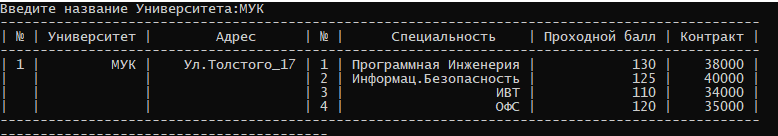 Введите название Университета:МУК
------------------------------------------------------------------------------------------------
| № | Университет |      Адрес      | № |      Специальность      | Проходной балл | Контракт |
------------------------------------------------------------------------------------------------
| 1 |         МУК |    Ул.Толстого_17 | 1 | Программная Инженерия |            130 |    38000 |
|   |             |                   | 2 | Информац.Безопасность |            125 |    40000 |
|   |             |                   | 3 |                   ИВТ |            110 |    34000 |
|   |             |                   | 4 |                   ОфС |            120 |    35000 |
------------------------------------------------------------------------------------------------
------------------------------------------